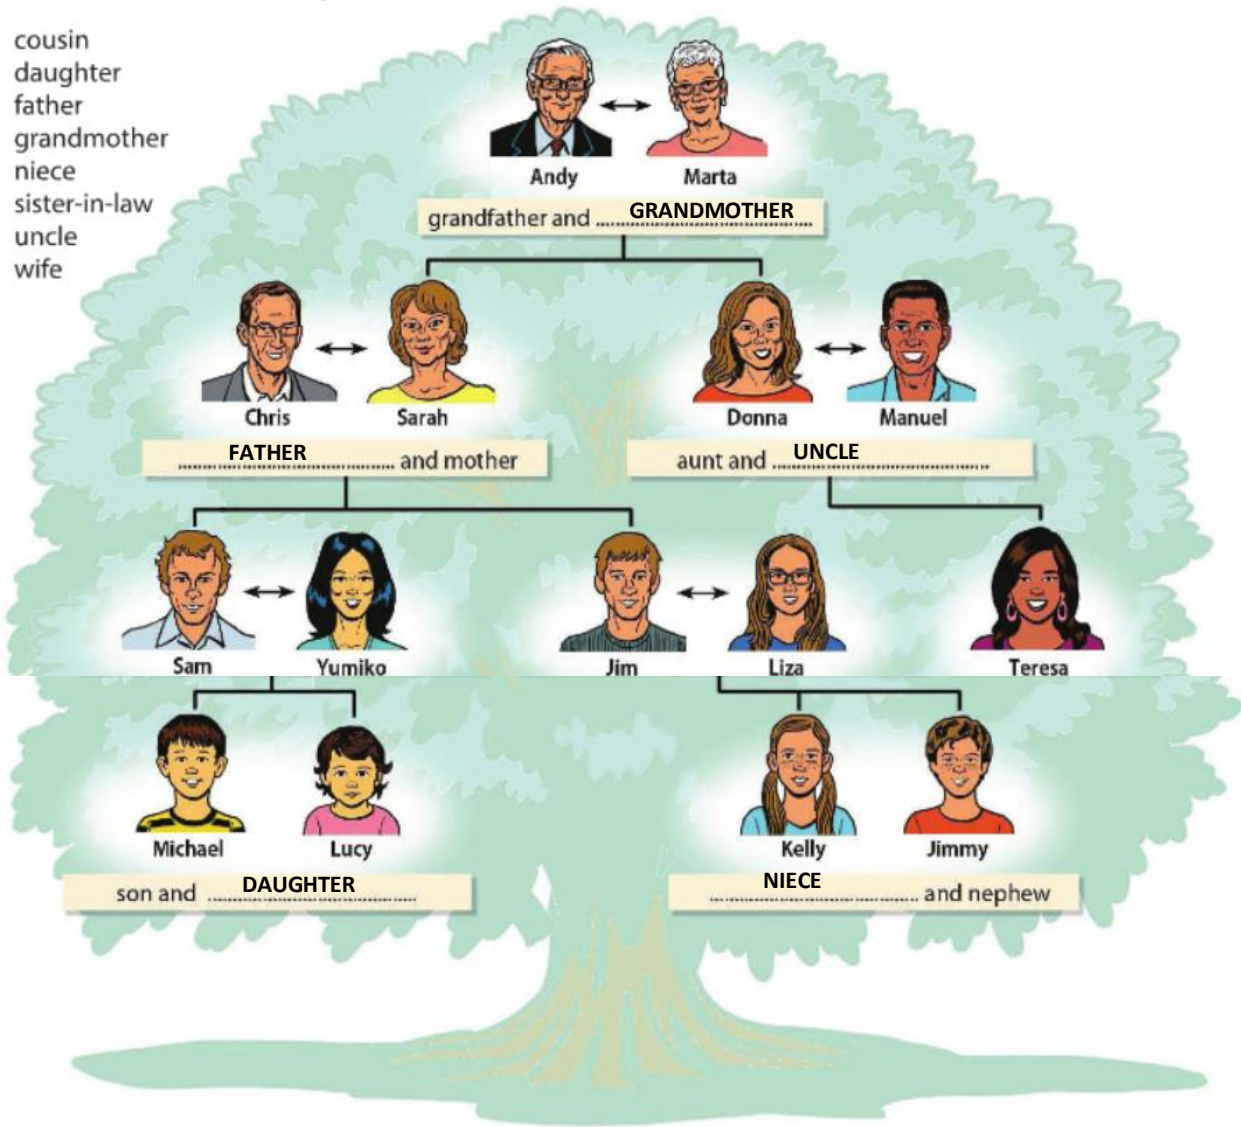 cousin
daughter
father
grandmother
niece
sister-in-law
uncle
wife
Andy Marta
grandfather and GRANDMOTHER
Chris Sarah Donna Manuel
FATHER and mother aunt and UNCLE
Sam Yumiko Jim Liza Teresa
Michael Lucy Kelly Jimmy
son and DAUGHTER NIECE and nephew